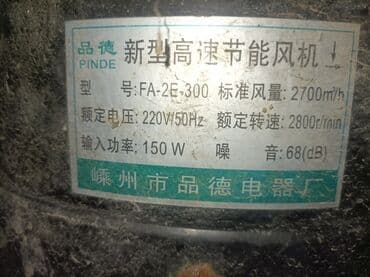 品德 新型高速节能风机
PINDE
型 号:FA-2E-300 标准风量:2700m³/h
额定电压:220V/50Hz 额定转速:2800r/min
输入功率:150W 噪 音:68(dB)
嵊州市品德电器厂